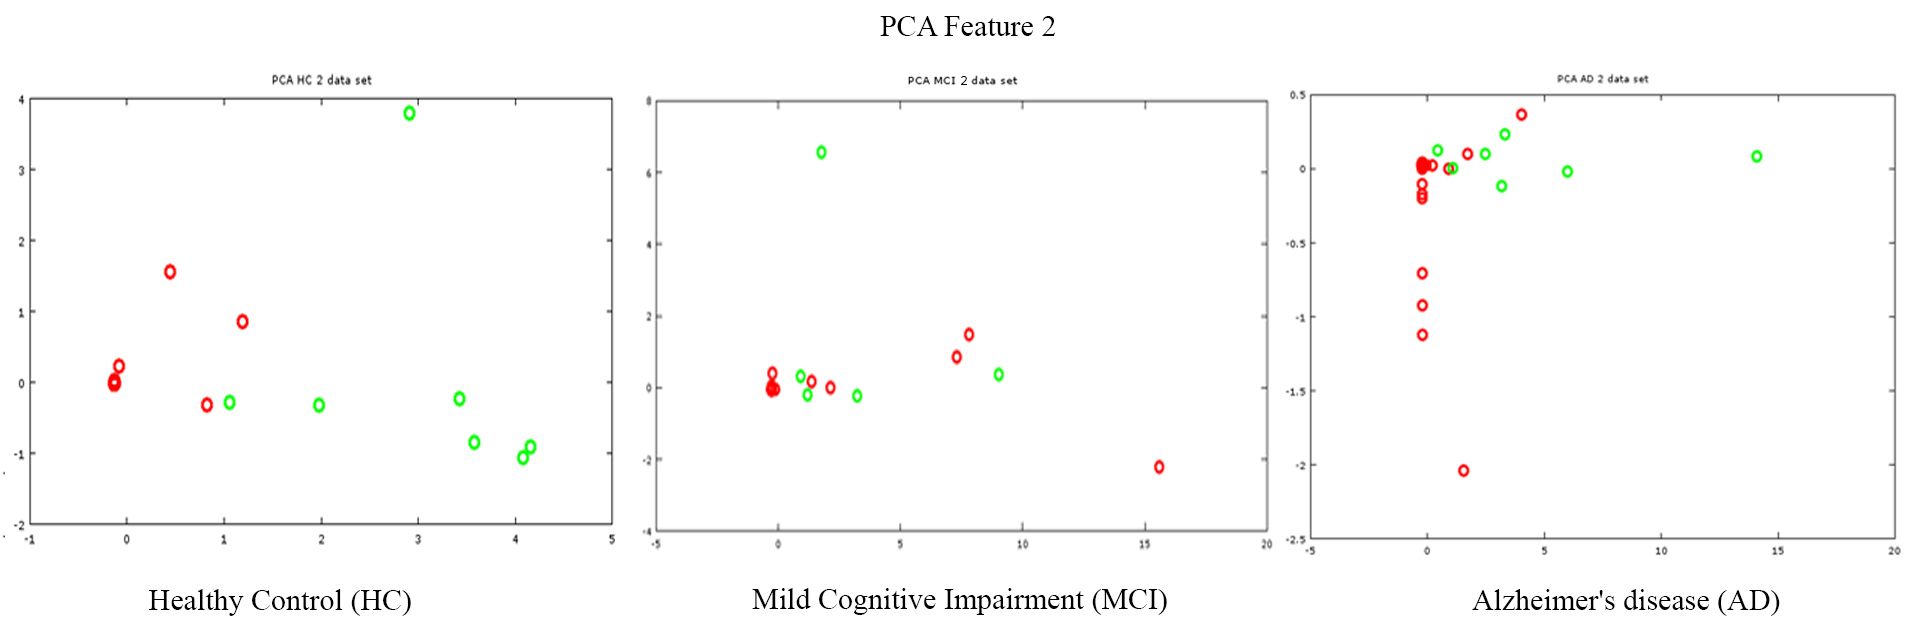 PCA Feature 2
PCA HC 2 data set
4
3
2
1
0
-1
-2
-1 0 1 2 3 4 5
Healthy Control (HC)
PCA MCI 2 data set
8
6
4
2
0
-2
-4
-5 0 5 10 15 20
Mild Cognitive Impairment (MCI)
PCA AD 2 data set
0.5
0
-0.5
-1
-1.5
-2
-2.5
-5 0 5 10 15 20
Alzheimer's disease (AD)